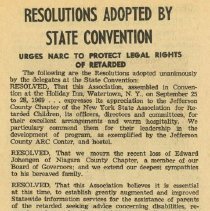 RESOLUTIONS ADOPTED BY
STATE CONVENTION
URGES NARC TO PROTECT LEGAL RIGHTS
OF RETARDED
The following are the Resolutions adopted unanimously
by the delegates at the State Convention:
RESOLVED, That this Association, assembled in Convention
at the Holiday Inn, Watertown, N. Y., on September 25
to 28, 1969 . . . expresses its appreciation to the Jefferson
County Chapter of the New York State Association for Retarded
Children, its officers, directors and committees, for
their excellent arrangements and warm hospitality. We
particularly commend them for their leadership in the
development of program, as exemplified by the Jefferson
County ARC Center, and hostel.
RESOLVED, That we mourn the recent loss of Edward
Johengen of Niagara County Chapter, a member of our
Board of Governors; and we extend our deepest sympathies
to his bereaved family.
RESOLVED, That this Association believes it is essential
at this time, to establish greatly augmented and improved
Statewide Information services for the assistance of parents
of the retarded seeking advice concerning disabilities,